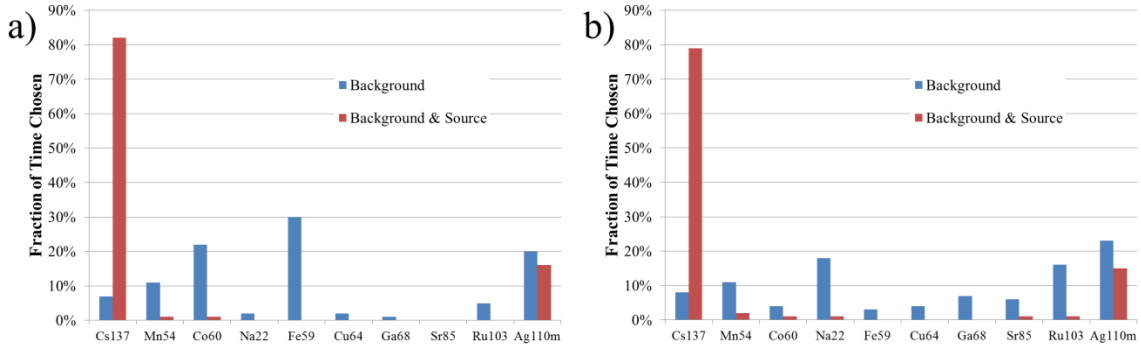 a)
Fraction of Time Chosen
90%
80%
70%
60%
50%
40%
30%
20%
10%
0%
Background
Background & Source
Cs137 Mn54 Co60 Na22 Fe59 Cu64 Ga68 Sr85 Ru103 Ag110m
b)
Fraction of Time Chosen
90%
80%
70%
60%
50%
40%
30%
20%
10%
0%
Background
Background & Source
Cs137 Mn54 Co60 Na22 Fe59 Cu64 Ga68 Sr85 Ru103 Ag110m